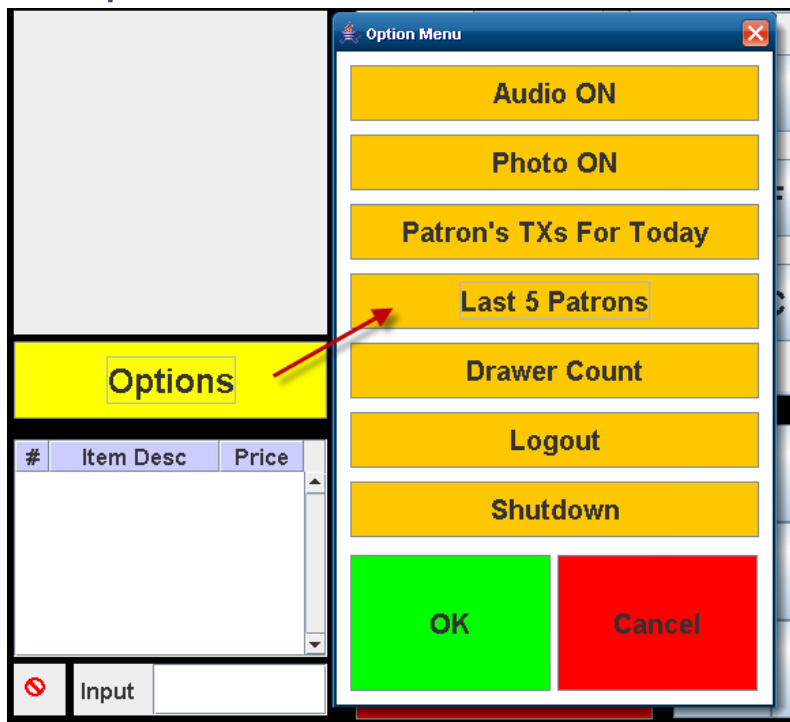 Option Menu
Audio ON
Photo ON
Patron's TXs For Today
Last 5 Patrons
Drawer Count
Logout
Shutdown
OK
Cancel
Options
# Item Desc Price
Input